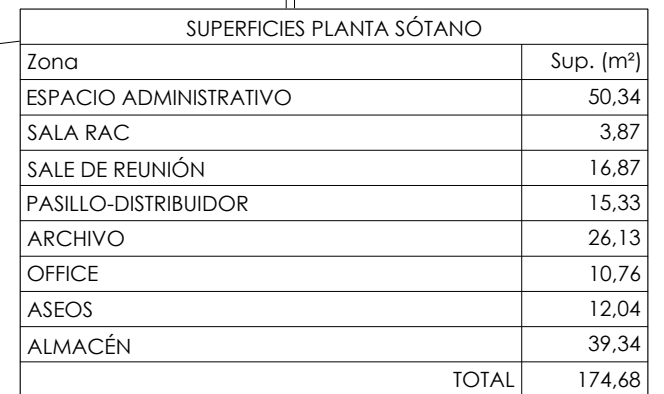 SUPERFICIES PLANTA SÓTANO
Zona Sup. (m²)
ESPACIO ADMINISTRATIVO 50,34
SALA RAC 3,87
SALE DE REUNIÓN 16,87
PASILLO-DISTRIBUIDOR 15,33
ARCHIVO 26,13
OFFICE 10,76
ASEOS 12,04
ALMACÉN 39,34
TOTAL 174,68